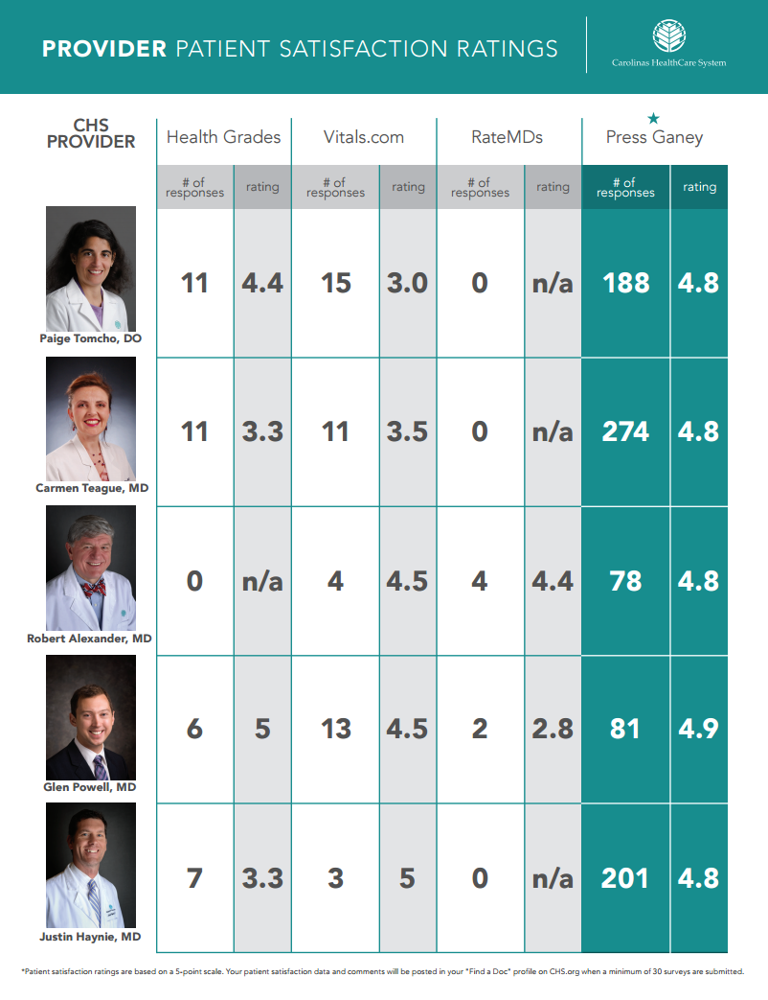 PROVIDER PATIENT SATISFACTION RATINGS
Carolinas HealthCare System
CHS
PROVIDER
Health Grades Vitals.com RateMDs ★ Press Ganey
# of responses rating # of responses rating # of responses rating # of responses rating
11 4.4 15 3.0 0 n/a 188 4.8
Paige Tomcho, DO
11 3.3 11 3.5 0 n/a 274 4.8
Carmen Teague, MD
0 n/a 4 4.5 4 4.4 78 4.8
Robert Alexander, MD
6 5 13 4.5 2 2.8 81 4.9
Glen Powell, MD
7 3.3 3 5 0 n/a 201 4.8
Justin Haynie, MD
*Patient satisfaction ratings are based on a 5-point scale. Your patient satisfaction data and comments will be posted in your "Find a Doc" profile on CHS.org when a minimum of 30 surveys are submitted.